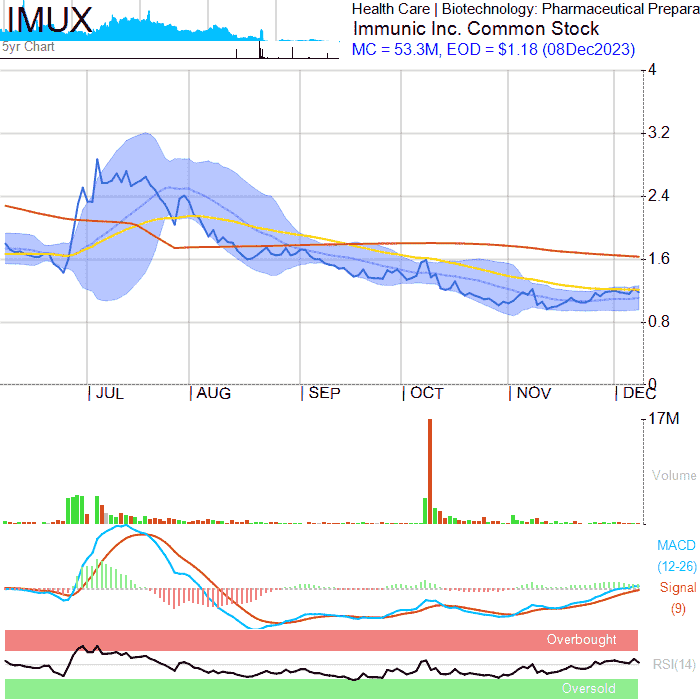 IMUX
5yr Chart
Health Care | Biotechnology: Pharmaceutical Prepara
Immunic Inc. Common Stock
MC = 53.3M, EOD = $1.18 (08Dec2023)
4
3.2
2.4
1.6
0.8
0
JUL AUG SEP OCT NOV DEC
17M
Volume
MACD
(12-26)
Signal
(9)
Overbought
RSI(14)
Oversold